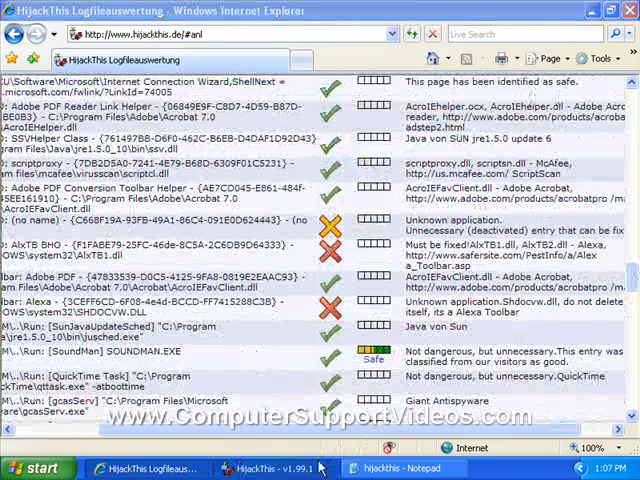 HijackThis Logfileauswertung - Windows Internet Explorer
http://www.hijackthis.de/#anl
Live Search
HijackThis Logfileauswertung
Page
Tools
CU\Software\Microsoft\Internet Connection Wizard,ShellNext =
microsoft.com/fwlink/?LinkId=74005
This page has been identified as safe.
O: Adobe PDF Reader Link Helper - {06849E9F-C8D7-4D59-B87D-
BE0B3} - C:\Program Files\Adobe\Acrobat 7.0
AcroIEHelper.dll
AcroIEhelper.ocx, AcroIEheiper.dll - Adobe Acrobat
reader, http://www.adobe.com/products/acrobat
adstep2.html
O: SSVHelper Class - {761497BB-D6F0-462C-B6EB-D4DAF1D92D43}
Java\jre1.5.0_10\bin\ssv.dll
Java von SUN jre1.5.0 update 6
O: scriptproxy - {7DB2D5A0-7241-4E79-B68D-6309F01C5231} -
am files\mcafee\virusscan\scriptcl.dll
scriptproxy.dll, scriptsn.dll - McAfee,
http://us.mcafee.com/ ScriptScan
O: Adobe PDF Conversion Toolbar Helper - {AE7CD045-E861-484f-
45EE161910} - C:\Program Files\Adobe\Acrobat 7.0
AcroIEFavClient.dll
AcroIEFavClient.dll - Adobe Acrobat,
http://www.adobe.com/products/acrobatpro /m
O: (no name) - {C668F19A-93FB-49A1-86C4-091E0D624443} - (no
Unknown application.
Unnecessary (deactivated) entry that can be fix
O: AlxTB BHO - {F1FABE79-25FC-46de-8C5A-2C6DB9D64333} -
OWS\system32\AlxTB1.dll
Must be fixed!AlxTB1.dll, AlxTB2.dll - Alexa,
http://www.safersite.com/PestInfo/a/Alex
a_Toolbar.asp
lbar: Adobe PDF - {47833539-D0C5-4125-9FA8-0819E2EAAC93} -
Files\Adobe\Acrobat 7.0\Acrobat\AcroIEFavClient.dll
AcroIEFavClient.dll - Adobe Acrobat,
http://www.adobe.com/products/acrobatpro /m
lbar: Alexa - {3CEFF6CD-6F08-4e4d-BCCD-FF7415288C3B} -
OWS\system32\SHDOCVW.DLL
Unknown application.Shdocvw.dll, do not delete
itself, its a Alexa Toolbar
M\..\Run: [SunJavaUpdateSched] "C:\Program
a\jre1.5.0_10\bin\jusched.exe"
Java von Sun
M\..\Run: [SoundMan] SOUNDMAN.EXE
Safe
Not dangerous, but unnecessary.This entry was
classified from our visitors as good.
M\..\Run: [QuickTime Task] "C:\Program
ckTime\qttask.exe" -atboottime
Not dangerous, but unnecessary.QuickTime
M\..\Run: [gcasServ] "C:\Program Files\Microsoft
ware\gcasServ.exe"
Giant Antispyware
www.ComputerSupportVideos.com
Internet
100%
start
HijackThis Logfileaus...
HijackThis - v1.99.1
hijackthis - Notepad
1:07 PM